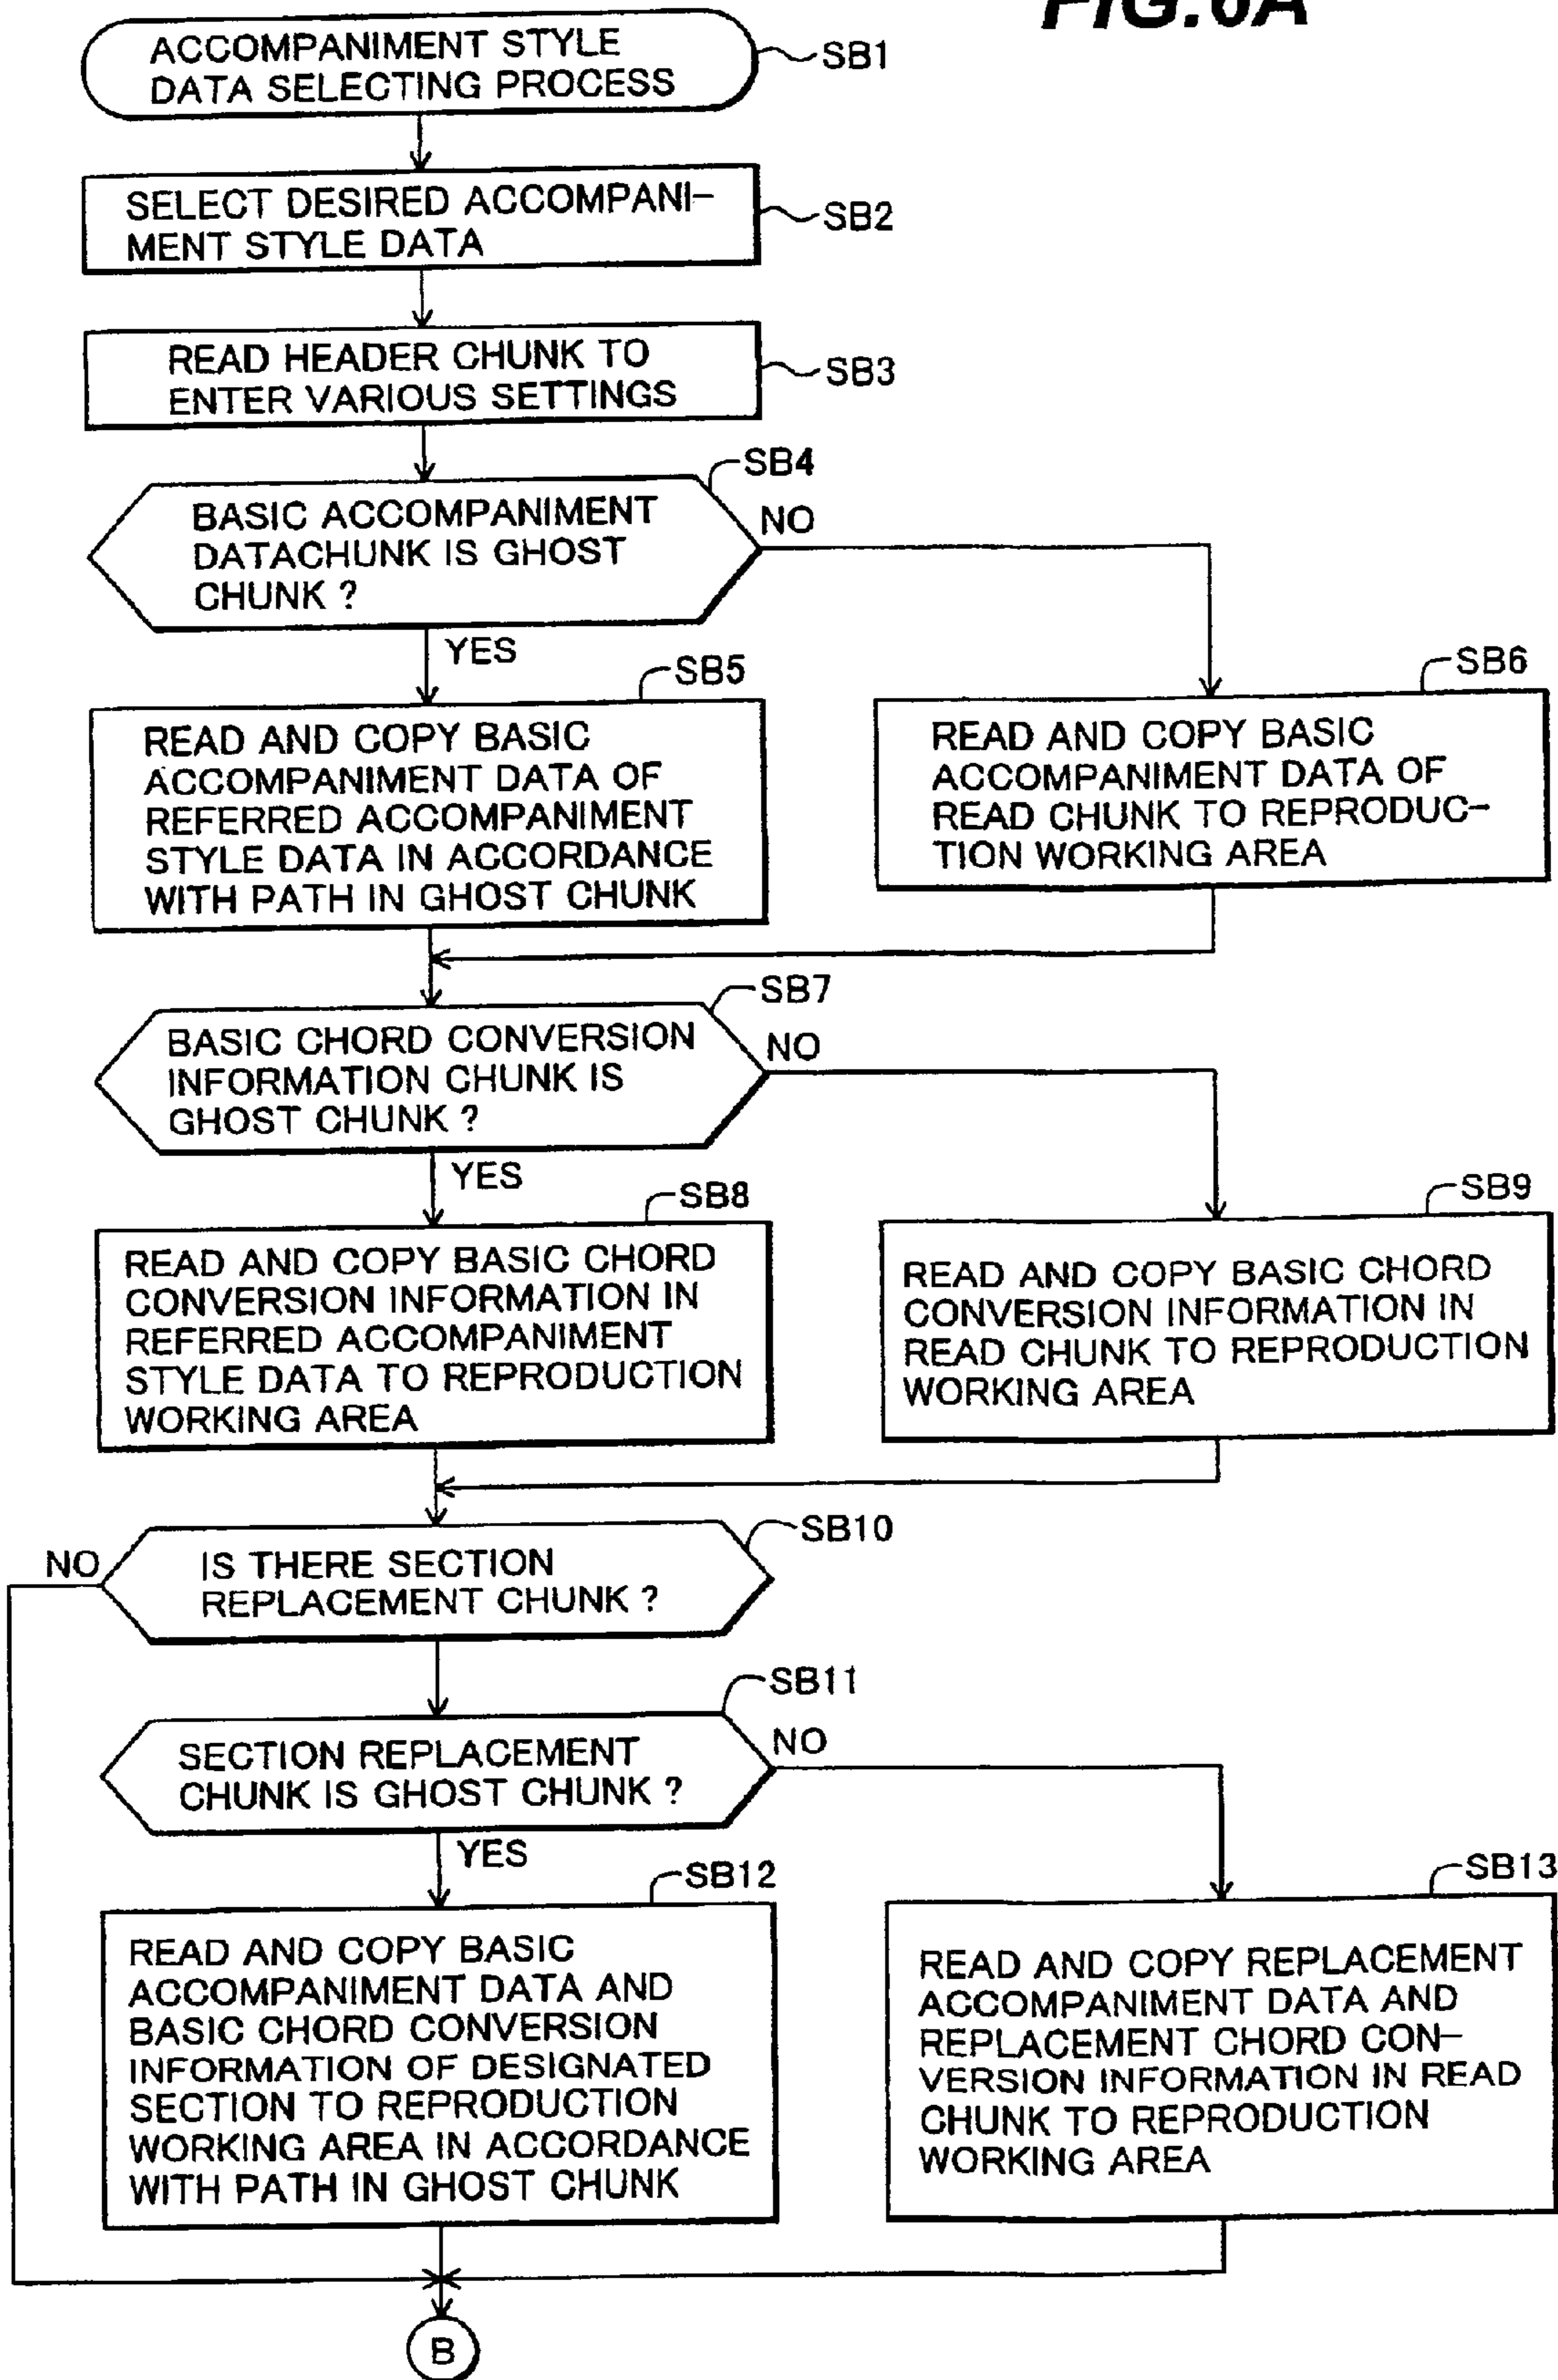 FIG.6A
ACCOMPANIMENT STYLE
DATA SELECTING PROCESS
SB1
SELECT DESIRED ACCOMPANI-
MENT STYLE DATA
SB2
READ HEADER CHUNK TO
ENTER VARIOUS SETTINGS
SB3
SB4
BASIC ACCOMPANIMENT
DATACHUNK IS GHOST
CHUNK ?
NO
YES
SB5
READ AND COPY BASIC
ACCOMPANIMENT DATA OF
REFERRED ACCOMPANIMENT
STYLE DATA IN ACCORDANCE
WITH PATH IN GHOST CHUNK
SB6
READ AND COPY BASIC
ACCOMPANIMENT DATA OF
READ CHUNK TO REPRODUC-
TION WORKING AREA
SB7
BASIC CHORD CONVERSION
INFORMATION CHUNK IS
GHOST CHUNK ?
NO
YES
SB8
READ AND COPY BASIC CHORD
CONVERSION INFORMATION IN
REFERRED ACCOMPANIMENT
STYLE DATA TO REPRODUCTION
WORKING AREA
SB9
READ AND COPY BASIC CHORD
CONVERSION INFORMATION IN
READ CHUNK TO REPRODUCTION
WORKING AREA
SB10
NO
IS THERE SECTION
REPLACEMENT CHUNK ?
SB11
SECTION REPLACEMENT
CHUNK IS GHOST CHUNK ?
NO
YES
SB12
READ AND COPY BASIC
ACCOMPANIMENT DATA AND
BASIC CHORD CONVERSION
INFORMATION OF DESIGNATED
SECTION TO REPRODUCTION
WORKING AREA IN ACCORDANCE
WITH PATH IN GHOST CHUNK
SB13
READ AND COPY REPLACEMENT
ACCOMPANIMENT DATA AND
REPLACEMENT CHORD CON-
VERSION INFORMATION IN READ
CHUNK TO REPRODUCTION
WORKING AREA
B